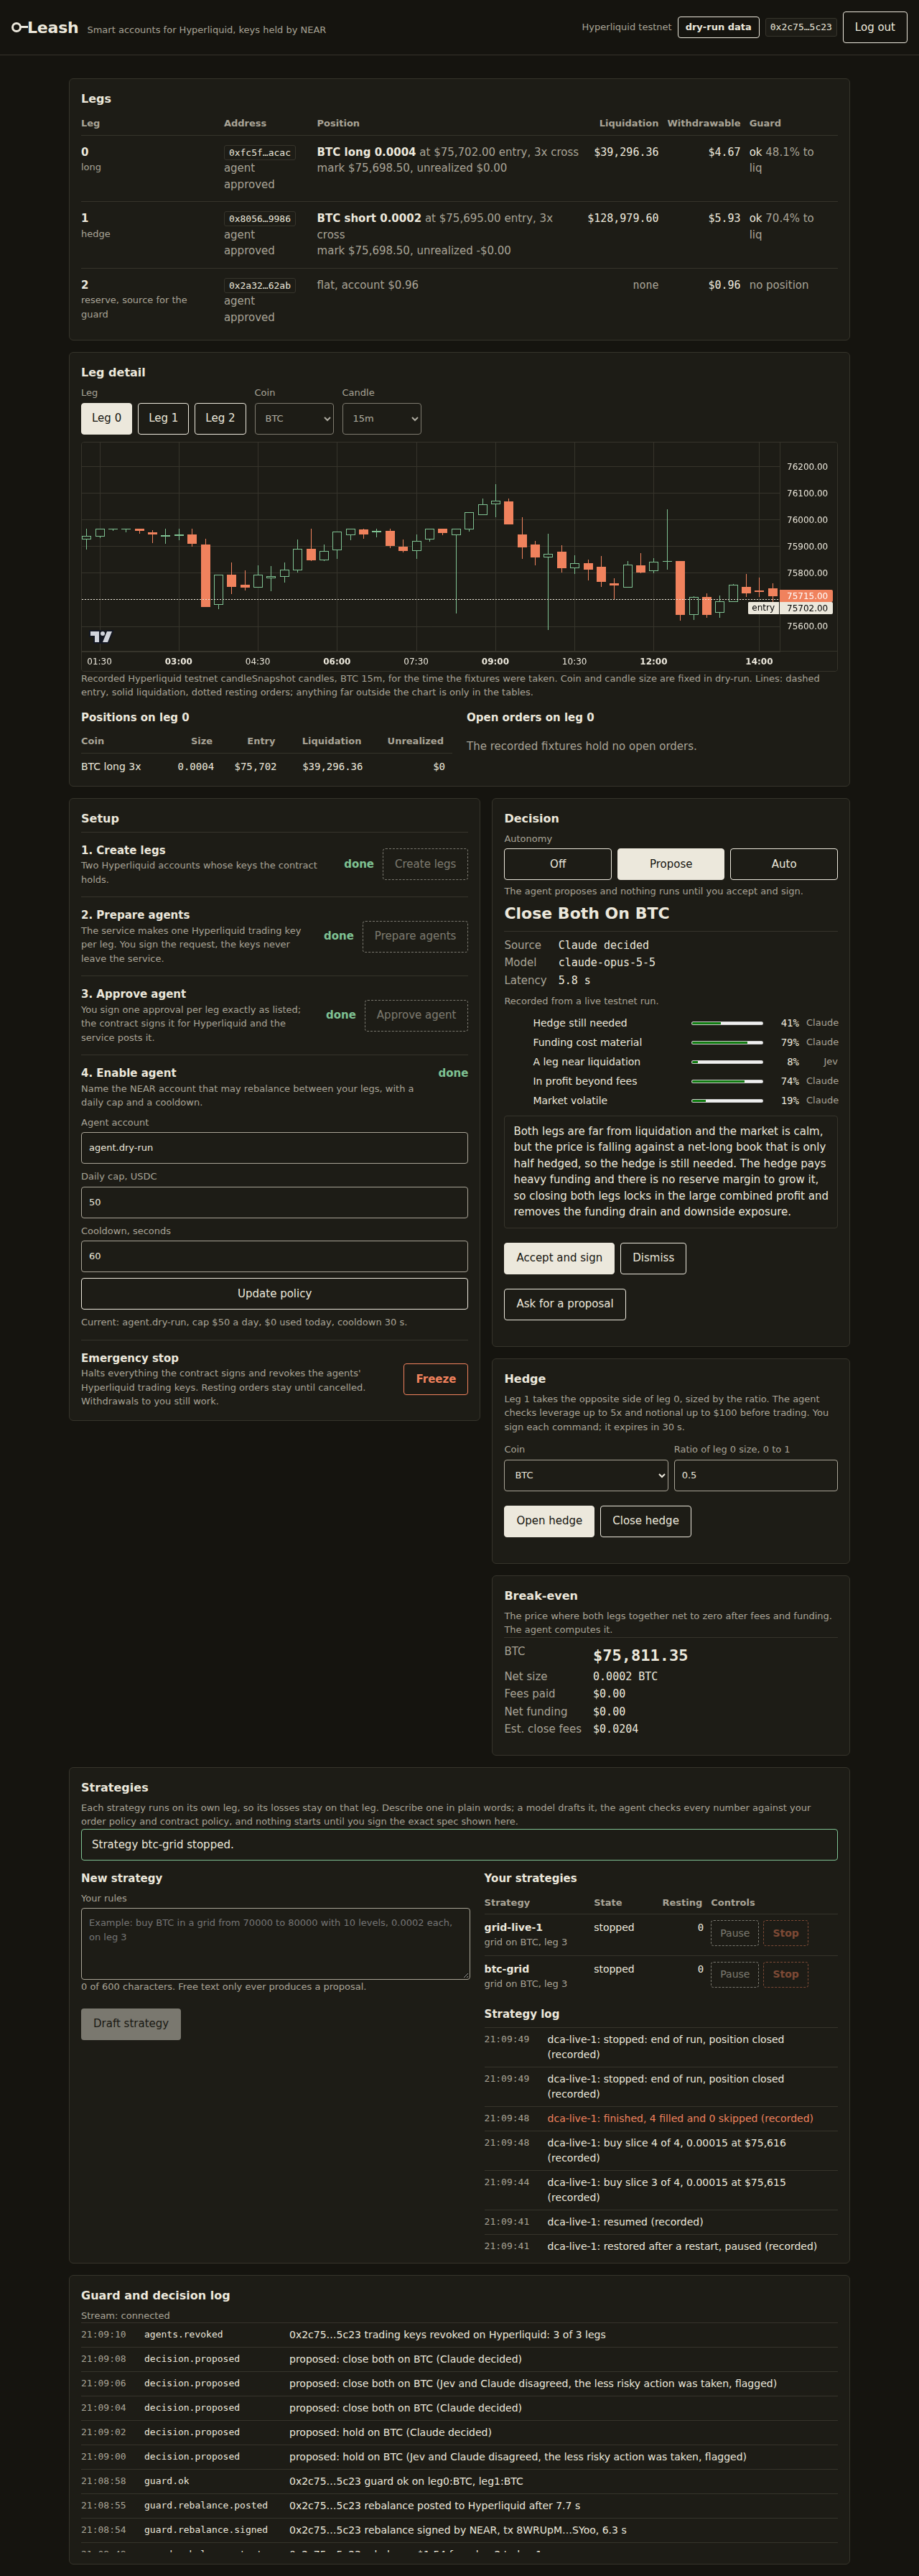 Leash Smart accounts for Hyperliquid, keys held by NEAR Hyperliquid testnet dry-run data 0x2c75…5c23 Log out
Legs
Leg Address Position Liquidation Withdrawable Guard
0 0xfc5f…acac BTC long 0.0004 at $75,702.00 entry, 3x cross $39,296.36 $4.67 ok 48.1% to
long agent mark $75,698.50, unrealized $0.00 liq
approved
1 0x8056…9986 BTC short 0.0002 at $75,695.00 entry, 3x $128,979.60 $5.93 ok 70.4% to
hedge agent cross liq
approved mark $75,698.50, unrealized -$0.00
2 0x2a32…62ab flat, account $0.96 none $0.96 no position
reserve, source for the agent
guard approved
Leg detail
Leg Coin Candle
Leg 0 Leg 1 Leg 2 BTC 15m
76200.00
76100.00
76000.00
75900.00
75800.00
75715.00
entry 75702.00
75600.00
01:30 03:00 04:30 06:00 07:30 09:00 10:30 12:00 14:00
Recorded Hyperliquid testnet candleSnapshot candles, BTC 15m, for the time the fixtures were taken. Coin and candle size are fixed in dry-run. Lines: dashed
entry, solid liquidation, dotted resting orders; anything far outside the chart is only in the tables.
Positions on leg 0
Coin Size Entry Liquidation Unrealized
BTC long 3x 0.0004 $75,702 $39,296.36 $0
Open orders on leg 0
The recorded fixtures hold no open orders.
Setup
1. Create legs
Two Hyperliquid accounts whose keys the contract
holds.
done Create legs
2. Prepare agents
The service makes one Hyperliquid trading key
per leg. You sign the request, the keys never
leave the service.
done Prepare agents
3. Approve agent
You sign one approval per leg exactly as listed;
the contract signs it for Hyperliquid and the
service posts it.
done Approve agent
4. Enable agent done
Name the NEAR account that may rebalance between your legs, with a
daily cap and a cooldown.
Agent account
agent.dry-run
Daily cap, USDC
50
Cooldown, seconds
60
Update policy
Current: agent.dry-run, cap $50 a day, $0 used today, cooldown 30 s.
Emergency stop
Halts everything the contract signs and revokes the agents'
Hyperliquid trading keys. Resting orders stay until cancelled.
Withdrawals to you still work.
Freeze
Decision
Autonomy
Off Propose Auto
The agent proposes and nothing runs until you accept and sign.
Close Both On BTC
Source Claude decided
Model claude-opus-5-5
Latency 5.8 s
Recorded from a live testnet run.
Hedge still needed 41% Claude
Funding cost material 79% Claude
A leg near liquidation 8% Jev
In profit beyond fees 74% Claude
Market volatile 19% Claude
Both legs are far from liquidation and the market is calm,
but the price is falling against a net-long book that is only
half hedged, so the hedge is still needed. The hedge pays
heavy funding and there is no reserve margin to grow it,
so closing both legs locks in the large combined profit and
removes the funding drain and downside exposure.
Accept and sign Dismiss
Ask for a proposal
Hedge
Leg 1 takes the opposite side of leg 0, sized by the ratio. The agent
checks leverage up to 5x and notional up to $100 before trading. You
sign each command; it expires in 30 s.
Coin Ratio of leg 0 size, 0 to 1
BTC 0.5
Open hedge Close hedge
Break-even
The price where both legs together net to zero after fees and funding.
The agent computes it.
BTC $75,811.35
Net size 0.0002 BTC
Fees paid $0.00
Net funding $0.00
Est. close fees $0.0204
Strategies
Each strategy runs on its own leg, so its losses stay on that leg. Describe one in plain words; a model drafts it, the agent checks every number against your
order policy and contract policy, and nothing starts until you sign the exact spec shown here.
Strategy btc-grid stopped.
New strategy
Your rules
Example: buy BTC in a grid from 70000 to 80000 with 10 levels, 0.0002 each,
on leg 3
0 of 600 characters. Free text only ever produces a proposal.
Draft strategy
Your strategies
Strategy State Resting Controls
grid-live-1 stopped 0 Pause Stop
grid on BTC, leg 3
btc-grid stopped 0 Pause Stop
grid on BTC, leg 3
Strategy log
21:09:49 dca-live-1: stopped: end of run, position closed
(recorded)
21:09:49 dca-live-1: stopped: end of run, position closed
(recorded)
21:09:48 dca-live-1: finished, 4 filled and 0 skipped (recorded)
21:09:48 dca-live-1: buy slice 4 of 4, 0.00015 at $75,616
(recorded)
21:09:44 dca-live-1: buy slice 3 of 4, 0.00015 at $75,615
(recorded)
21:09:41 dca-live-1: resumed (recorded)
21:09:41 dca-live-1: restored after a restart, paused (recorded)
Guard and decision log
Stream: connected
21:09:10 agents.revoked 0x2c75…5c23 trading keys revoked on Hyperliquid: 3 of 3 legs
21:09:08 decision.proposed proposed: close both on BTC (Claude decided)
21:09:06 decision.proposed proposed: close both on BTC (Jev and Claude disagreed, the less risky action was taken, flagged)
21:09:04 decision.proposed proposed: close both on BTC (Claude decided)
21:09:02 decision.proposed proposed: hold on BTC (Claude decided)
21:09:00 decision.proposed proposed: hold on BTC (Jev and Claude disagreed, the less risky action was taken, flagged)
21:08:58 guard.ok 0x2c75…5c23 guard ok on leg0:BTC, leg1:BTC
21:08:55 guard.rebalance.posted 0x2c75…5c23 rebalance posted to Hyperliquid after 7.7 s
21:08:54 guard.rebalance.signed 0x2c75…5c23 rebalance signed by NEAR, tx 8WRUpM…SYoo, 6.3 s